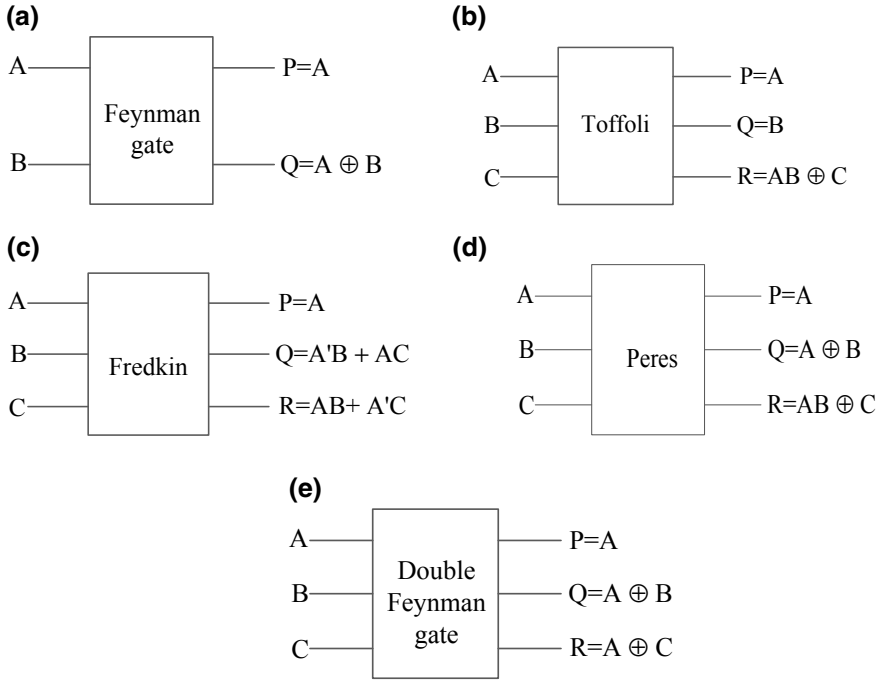 (a)
A
P=A
Feynman
gate
B
Q=A ⊕ B
(b)
A
P=A
B
Toffoli
Q=B
C
R=AB ⊕ C
(c)
A
P=A
B
Fredkin
Q=A'B + AC
C
R=AB+ A'C
(d)
A
P=A
B
Peres
Q=A ⊕ B
C
R=AB ⊕ C
(e)
A
P=A
Double
B
Feynman
Q=A ⊕ B
gate
C
R=A ⊕ C